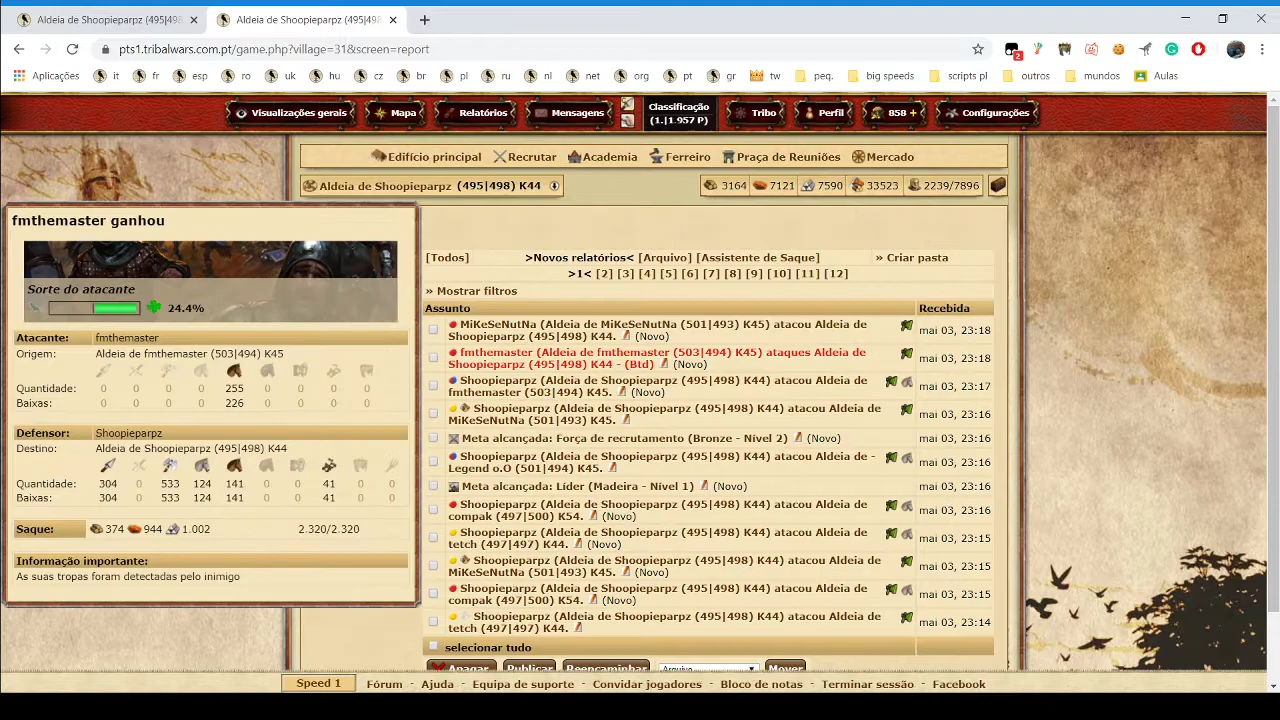 Aldeia de Shoopieparpz (495|498
Aldeia de Shoopieparpz (495|498
pts1.tribalwars.com.pt/game.php?village=31&screen=report
2
Aplicações it fr esp ro uk hu cz br pl ru nl net org pt gr tw peq. big speeds scripts pl outros mundos Aulas
Visualizações gerais Mapa Relatórios Mensagens Classificação Tribo Perfil 858 + Configurações
(1.|1.957 P)
Edifício principal Recrutar Academia Ferreiro Praça de Reuniões Mercado
Aldeia de Shoopieparpz (495|498) K44 3164 7121 7590 33523 2239/7896
fmthemaster ganhou
Sorte do atacante
24.4%
Atacante: fmthemaster
Origem: Aldeia de fmthemaster (503|494) K45
Quantidade: 0 0 0 0 255 0 0 0 0
Baixas: 0 0 0 0 226 0 0 0 0
Defensor: Shoopieparpz
Destino: Aldeia de Shoopieparpz (495|498) K44
Quantidade: 304 0 533 124 141 0 0 41 0 0
Baixas: 304 0 533 124 141 0 0 41 0 0
Saque: 374 944 1.002 2.320/2.320
Informação importante:
As suas tropas foram detectadas pelo inimigo
[Todos] >Novos relatórios< [Arquivo] [Assistente de Saque] » Criar pasta
>1< [2] [3] [4] [5] [6] [7] [8] [9] [10] [11] [12]
» Mostrar filtros
Assunto Recebida
MiKeSeNutNa (Aldeia de MiKeSeNutNa (501|493) K45) atacou Aldeia de
Shoopieparpz (495|498) K44. (Novo) mai 03, 23:18
fmthemaster (Aldeia de fmthemaster (503|494) K45) ataques Aldeia de
Shoopieparpz (495|498) K44 - (Btd) (Novo) mai 03, 23:18
Shoopieparpz (Aldeia de Shoopieparpz (495|498) K44) atacou Aldeia de
fmthemaster (503|494) K45. (Novo) mai 03, 23:17
Shoopieparpz (Aldeia de Shoopieparpz (495|498) K44) atacou Aldeia de
MiKeSeNutNa (501|493) K45. mai 03, 23:16
Meta alcançada: Força de recrutamento (Bronze - Nível 2) (Novo) mai 03, 23:16
Shoopieparpz (Aldeia de Shoopieparpz (495|498) K44) atacou Aldeia de -
Legend o.O (501|494) K45. mai 03, 23:16
Meta alcançada: Líder (Madeira - Nível 1) (Novo) mai 03, 23:16
Shoopieparpz (Aldeia de Shoopieparpz (495|498) K44) atacou Aldeia de
compak (497|500) K54. (Novo) mai 03, 23:16
Shoopieparpz (Aldeia de Shoopieparpz (495|498) K44) atacou Aldeia de
tetch (497|497) K44. (Novo) mai 03, 23:15
Shoopieparpz (Aldeia de Shoopieparpz (495|498) K44) atacou Aldeia de
MiKeSeNutNa (501|493) K45. (Novo) mai 03, 23:15
Shoopieparpz (Aldeia de Shoopieparpz (495|498) K44) atacou Aldeia de
compak (497|500) K54. (Novo) mai 03, 23:15
Shoopieparpz (Aldeia de Shoopieparpz (495|498) K44) atacou Aldeia de
tetch (497|497) K44. mai 03, 23:14
selecionar tudo
Apagar Publicar Reencaminhar Arquivo Mover
Speed 1 Fórum - Ajuda - Equipa de suporte - Convidar jogadores - Bloco de notas - Terminar sessão - Facebook